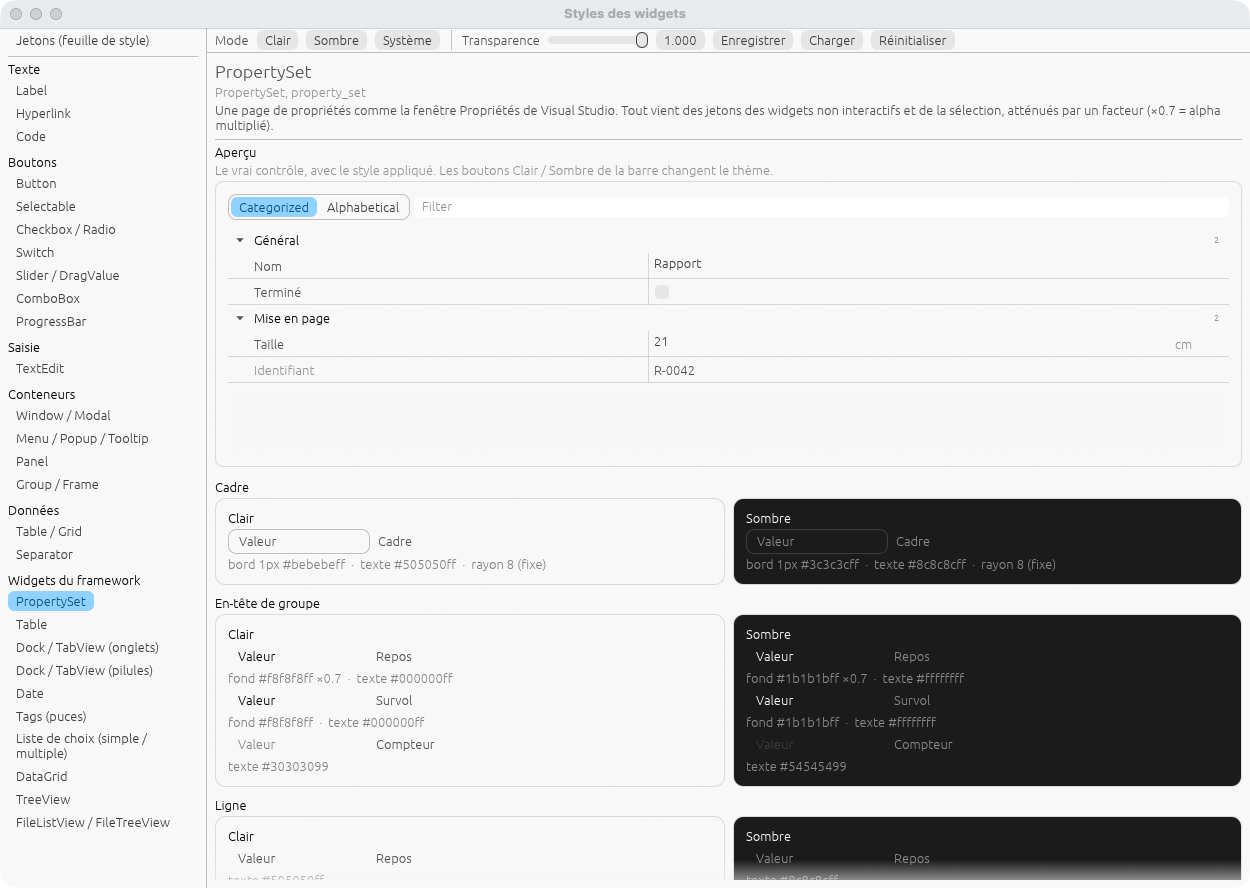 Styles des widgets
Jetons (feuille de style)
Mode Clair Sombre Système Transparence 1.000 Enregistrer Charger Réinitialiser
Texte
Label
Hyperlink
Code
Boutons
Button
Selectable
Checkbox / Radio
Switch
Slider / DragValue
ComboBox
ProgressBar
Saisie
TextEdit
Conteneurs
Window / Modal
Menu / Popup / Tooltip
Panel
Group / Frame
Données
Table / Grid
Separator
Widgets du framework
PropertySet
Table
Dock / TabView (onglets)
Dock / TabView (pilules)
Date
Tags (puces)
Liste de choix (simple /
multiple)
DataGrid
TreeView
FileListView / FileTreeView
PropertySet
PropertySet, property_set
Une page de propriétés comme la fenêtre Propriétés de Visual Studio. Tout vient des jetons des widgets non interactifs et de la sélection, atténués par un facteur (×0.7 = alpha
multiplié).
Aperçu
Le vrai contrôle, avec le style appliqué. Les boutons Clair / Sombre de la barre changent le thème.
Categorized Alphabetical Filter
Général 2
Nom Rapport
Terminé
Mise en page 2
Taille 21 cm
Identifiant R-0042
Cadre
Clair
Valeur Cadre
bord 1px #bebebeff · texte #505050ff · rayon 8 (fixe)
Sombre
Valeur Cadre
bord 1px #3c3c3cff · texte #8c8c8cff · rayon 8 (fixe)
En-tête de groupe
Clair
Valeur Repos
fond #f8f8f8ff ×0.7 · texte #000000ff
Valeur Survol
fond #f8f8f8ff · texte #000000ff
Valeur Compteur
texte #30303099
Sombre
Valeur Repos
fond #1b1b1bff ×0.7 · texte #ffffffff
Valeur Survol
fond #1b1b1bff · texte #ffffffff
Valeur Compteur
texte #54545499
Ligne
Clair
Valeur Repos
texte #505050ff
Sombre
Valeur Repos
texte #8c8c8cff